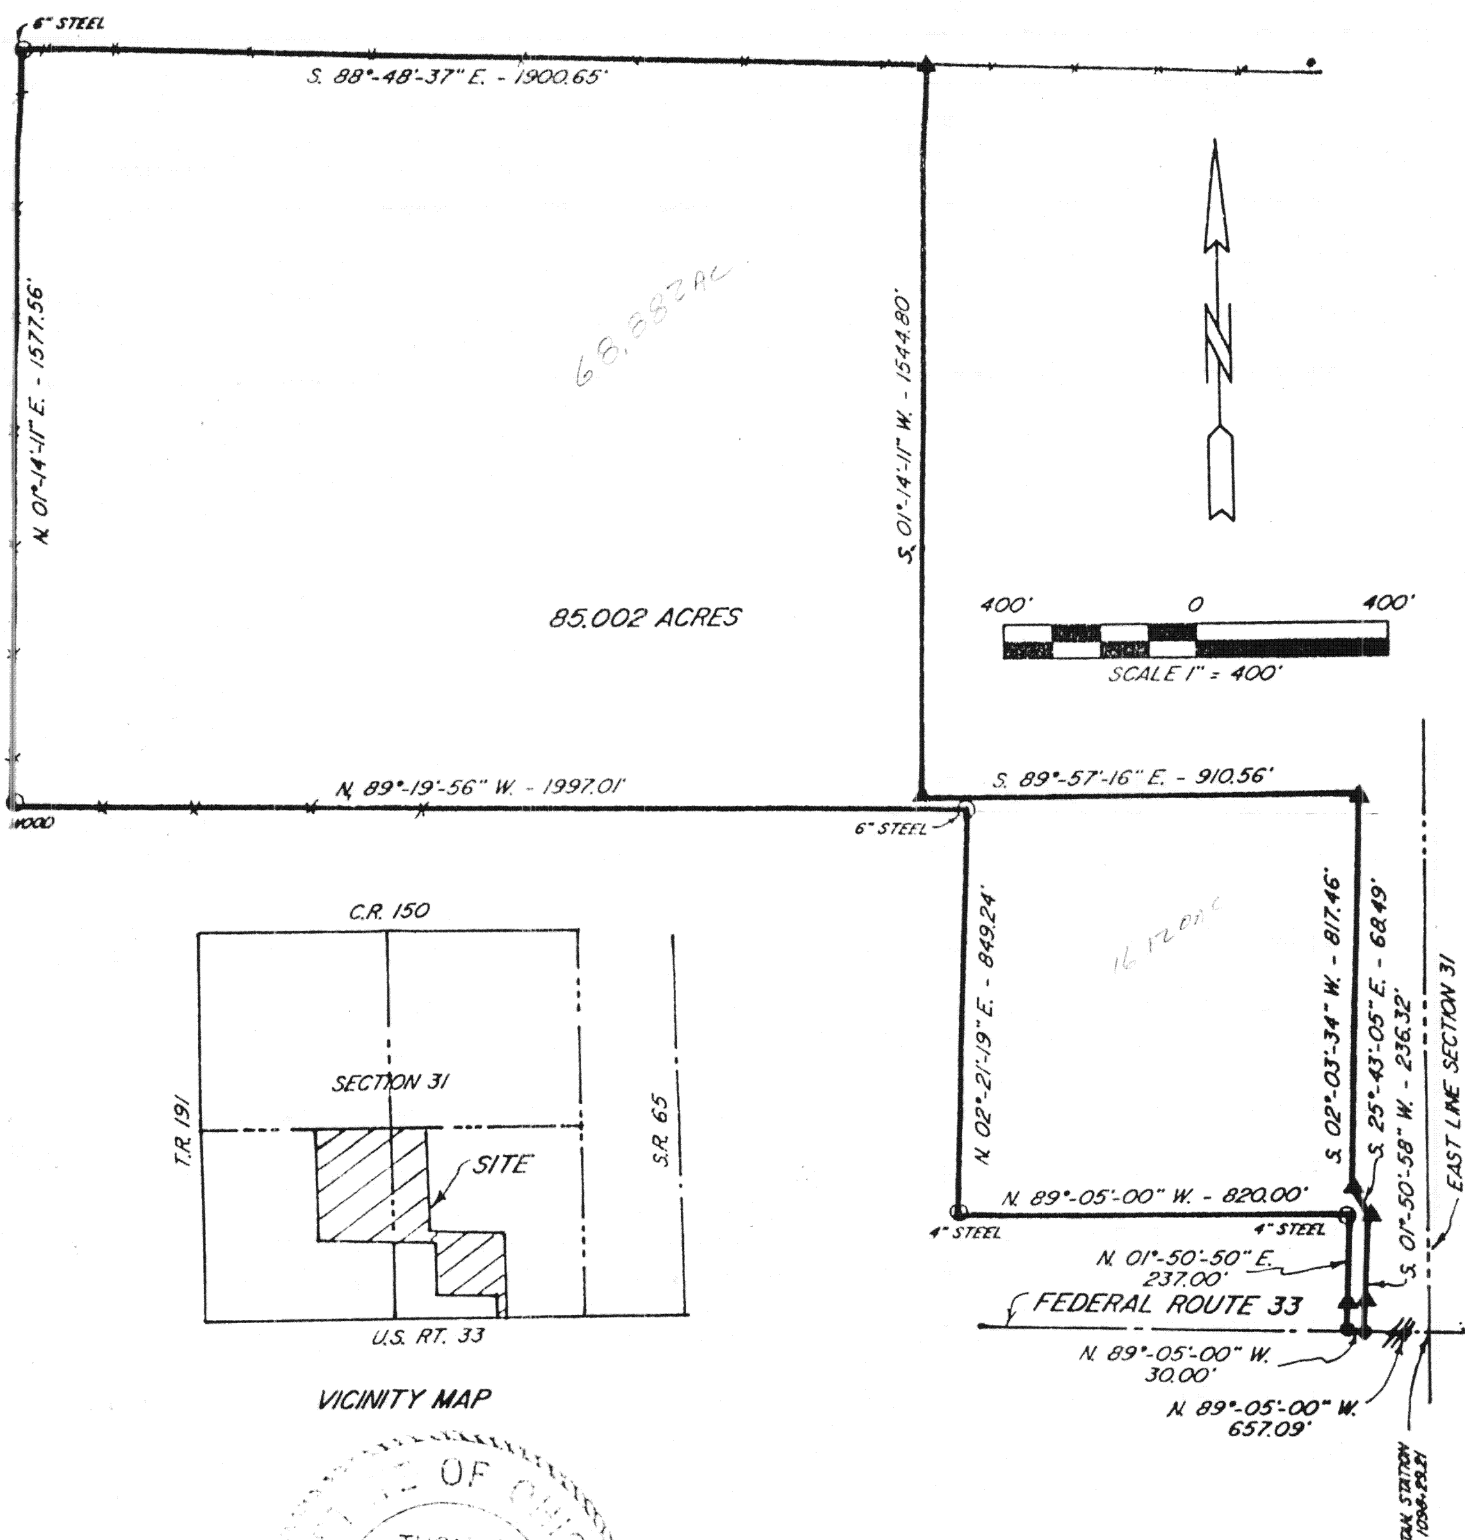 6" STEEL
S. 88°-48'-37" E. - 1900.65'
N. 01°-14'-11" E. - 1577.56'
68.882 AC
S. 01°-14'-11" W. - 1544.80'
N
85.002 ACRES
400' 0 400'
SCALE 1" = 400'
N. 89°-19'-56" W. - 1997.01'
S. 89°-57'-16" E. - 910.56'
WOOD
6" STEEL
N. 02°-21'-19" E. - 849.24'
S. 02°-03'-34" W. - 817.46'
S. 25°-43'-05" E. - 68.49'
S. 01°-50'-58" W. - 236.32'
EAST LINE SECTION 31
N. 89°-05'-00" W. - 820.00'
4" STEEL
4" STEEL
N. 01°-50'-50" E.
237.00'
FEDERAL ROUTE 33
N. 89°-05'-00" W.
30.00'
N. 89°-05'-00" W.
657.09'
STATION
C.R. 150
SECTION 31
T.R. 191
S.R. 65
SITE
U.S. RT. 33
VICINITY MAP
OF